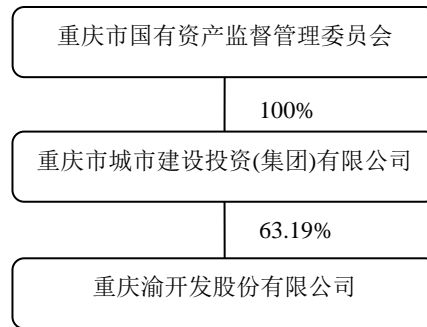 重庆市国有资产监督管理委员会
100%
重庆市城市建设投资(集团)有限公司
63.19%
重庆渝开发股份有限公司